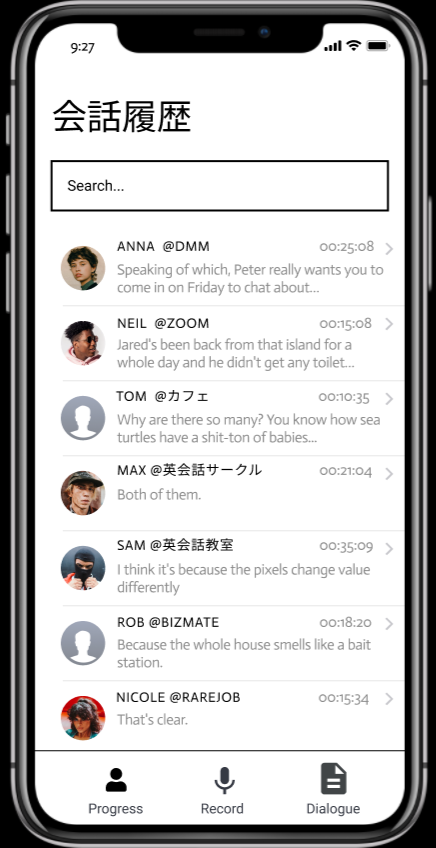 9:27
会話履歴
Search...
ANNA @DMM 00:25:08
Speaking of which, Peter really wants you to
come in on Friday to chat about...
NEIL @ZOOM 00:15:08
Jared's been back from that island for a
whole day and he didn't get any toilet...
TOM @カフェ 00:10:35
Why are there so many? You know how sea
turtles have a shit-ton of babies...
MAX @英会話サークル 00:21:04
Both of them.
SAM @英会話教室 00:35:09
I think it's because the pixels change value
differently
ROB @BIZMATE 00:18:20
Because the whole house smells like a bait
station.
NICOLE @RAREJOB 00:15:34
That's clear.
Progress Record Dialogue